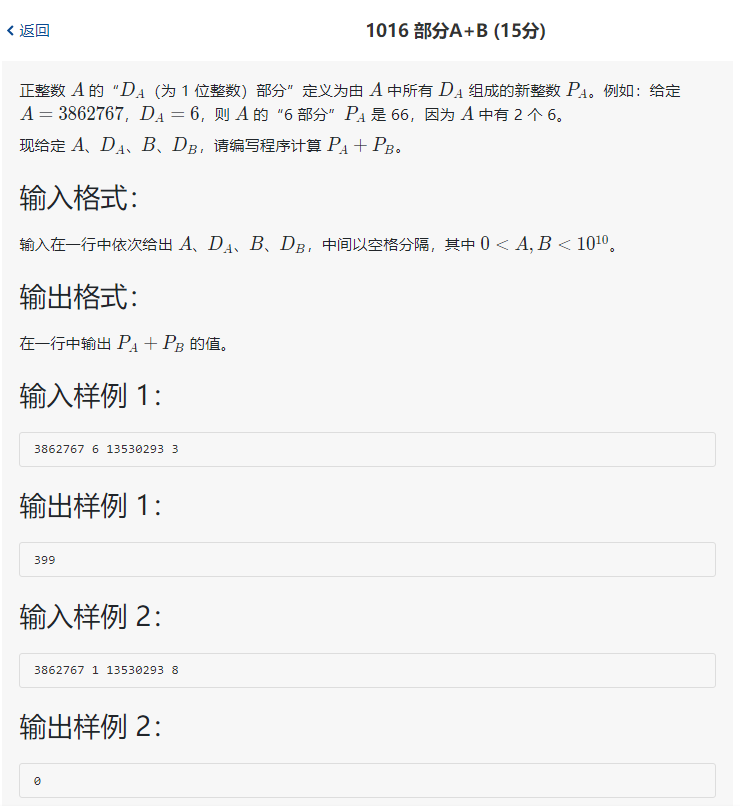 返回
1016 部分A+B (15分)
正整数 A 的“D_A（为 1 位整数）部分”定义为由 A 中所有 D_A 组成的新整数 P_A。例如：给定
A = 3862767，D_A = 6，则 A 的“6 部分”P_A 是 66，因为 A 中有 2 个 6。
现给定 A、D_A、B、D_B，请编写程序计算 P_A + P_B。
输入格式：
输入在一行中依次给出 A、D_A、B、D_B，中间以空格分隔，其中 0 < A, B < 10^10。
输出格式：
在一行中输出 P_A + P_B 的值。
输入样例 1：
3862767 6 13530293 3
输出样例 1：
399
输入样例 2：
3862767 1 13530293 8
输出样例 2：
0